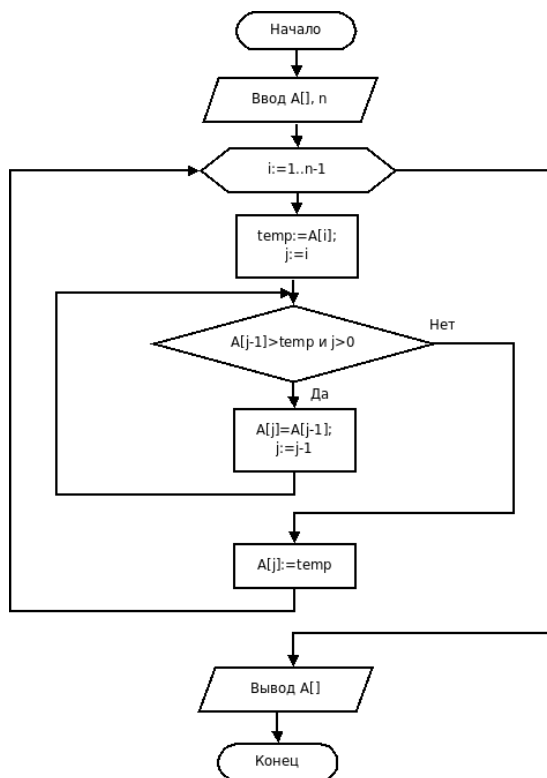 Начало
Ввод A[], n
i:=1..n-1
temp:=A[i];
j:=i
A[j-1]>temp и j>0
Нет
Да
A[j]=A[j-1];
j:=j-1
A[j]:=temp
Вывод A[]
Конец